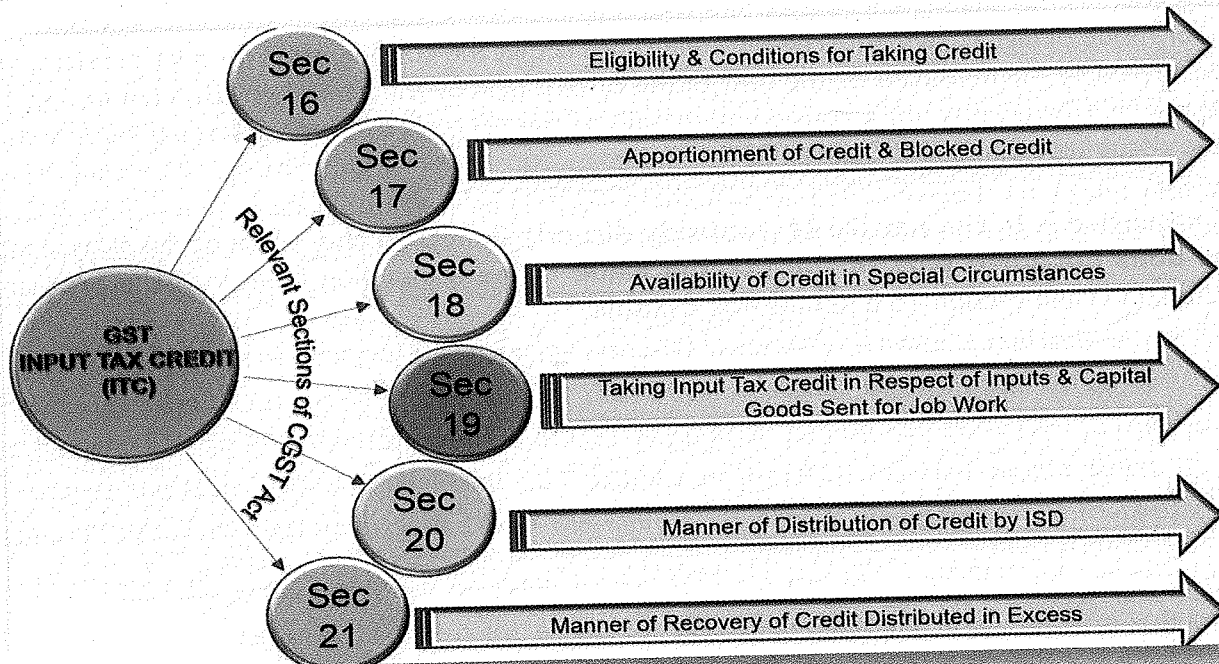 GST
INPUT TAX CREDIT
(ITC)
Relevant Sections of CGST Act
Sec
16
Eligibility & Conditions for Taking Credit
Sec
17
Apportionment of Credit & Blocked Credit
Sec
18
Availability of Credit in Special Circumstances
Sec
19
Taking Input Tax Credit in Respect of Inputs & Capital
Goods Sent for Job Work
Sec
20
Manner of Distribution of Credit by ISD
Sec
21
Manner of Recovery of Credit Distributed in Excess